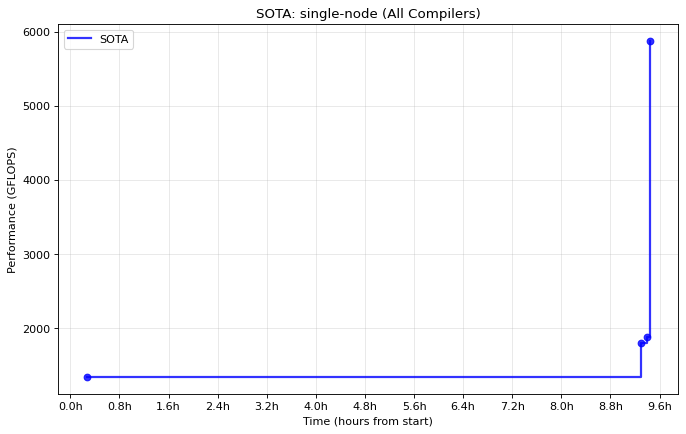 SOTA: single-node (All Compilers)
SOTA
6000
5000
4000
3000
2000
Performance (GFLOPS)
0.0h 0.8h 1.6h 2.4h 3.2h 4.0h 4.8h 5.6h 6.4h 7.2h 8.0h 8.8h 9.6h
Time (hours from start)